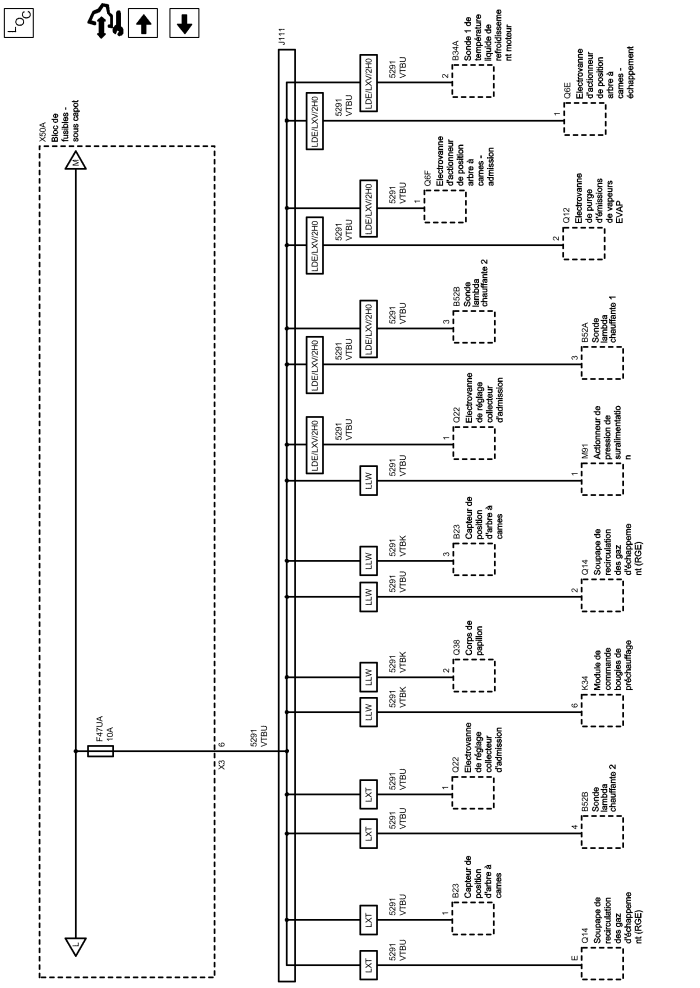 LOC
X50A
Bloc de
fusibles -
sous capot
L
M
F47UA
10A
X3
6
5291
VTBU
J111
LXT
5291
VTBU
E
Q14
Soupape de
recirculation
des gaz
d'échappeme
nt (RGE)
LXT
5291
VTBU
1
B23
Capteur de
position
d'arbre à
cames
LXT
5291
VTBU
4
B52B
Sonde
lambda
chauffante 2
LXT
5291
VTBU
1
Q22
Electrovanne
de réglage
collecteur
d'admission
LLW
5291
VTBK
6
K34
Module de
commande
bougies de
préchauffage
LLW
5291
VTBK
2
Q38
Corps de
papillon
LLW
5291
VTBU
2
Q14
Soupape de
recirculation
des gaz
d'échappeme
nt (RGE)
LLW
5291
VTBK
3
B23
Capteur de
position
d'arbre à
cames
LLW
5291
VTBU
1
M91
Actionneur de
pression de
suralimentatio
n
LDE/LXV/2H0
5291
VTBU
1
Q22
Electrovanne
de réglage
collecteur
d'admission
LDE/LXV/2H0
5291
VTBU
3
B52A
Sonde
lambda
chauffante 1
LDE/LXV/2H0
5291
VTBU
3
B52B
Sonde
lambda
chauffante 2
LDE/LXV/2H0
5291
VTBU
2
Q12
Electrovanne
de purge
d'émissions
de vapeurs
EVAP
LDE/LXV/2H0
5291
VTBU
1
Q6F
Electrovanne
d'actionneur
de position
arbre à
cames -
admission
LDE/LXV/2H0
5291
VTBU
1
Q6E
Electrovanne
d'actionneur
de position
arbre à
cames -
échappement
LDE/LXV/2H0
5291
VTBU
2
B34A
Sonde 1 de
température
liquide de
refroidisseme
nt moteur